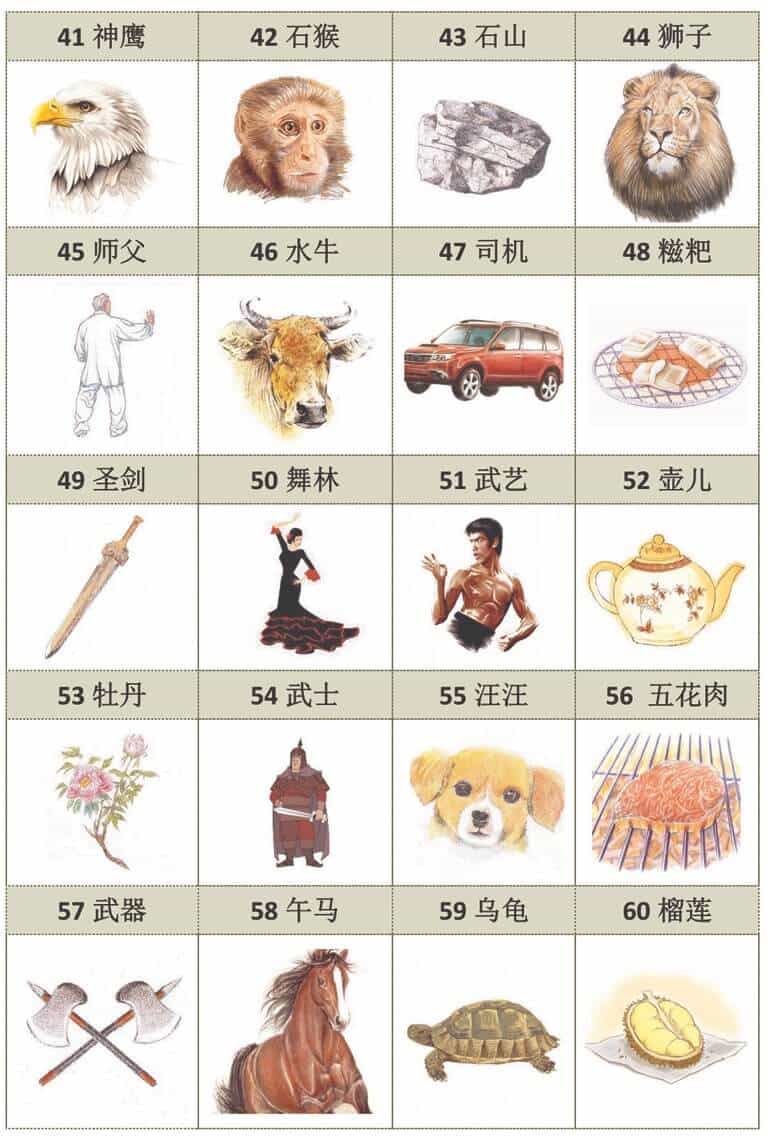 41 神鹰 42 石猴 43 石山 44 狮子
45 师父 46 水牛 47 司机 48 糍粑
49 圣剑 50 舞林 51 武艺 52 壶儿
53 牡丹 54 武士 55 汪汪 56 五花肉
57 武器 58 午马 59 乌龟 60 榴莲